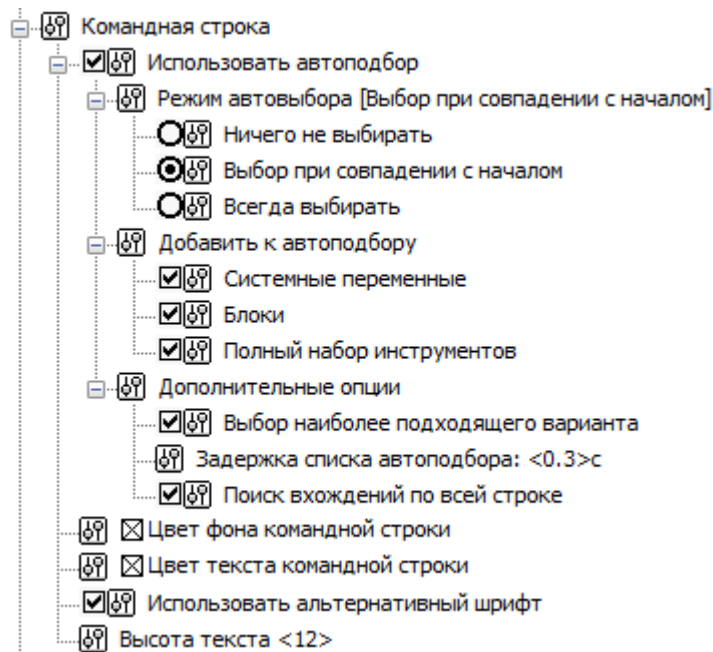 Командная строка
Использовать автоподбор
Режим автовыбора [Выбор при совпадении с началом]
Ничего не выбирать
Выбор при совпадении с началом
Всегда выбирать
Добавить к автоподбору
Системные переменные
Блоки
Полный набор инструментов
Дополнительные опции
Выбор наиболее подходящего варианта
Задержка списка автоподбора: <0.3>с
Поиск вхождений по всей строке
Цвет фона командной строки
Цвет текста командной строки
Использовать альтернативный шрифт
Высота текста <12>